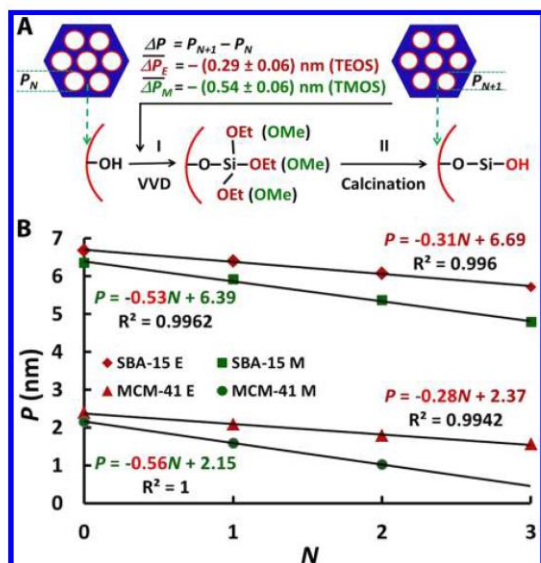 A
P_N
ΔP = P_{N+1} − P_N
ΔP̅_E = − (0.29 ± 0.06) nm (TEOS)
ΔP̅_M = − (0.54 ± 0.06) nm (TMOS)
P_{N+1}
OH
I
VVD
OEt (OMe)
O−Si−OEt (OMe)
OEt (OMe)
II
Calcination
O − Si − OH
B
P (nm)
7
6
5
4
3
2
1
0
P = -0.31N + 6.69
R² = 0.996
P = -0.53N + 6.39
R² = 0.9962
SBA-15 E
SBA-15 M
MCM-41 E
MCM-41 M
P = -0.28N + 2.37
R² = 0.9942
P = -0.56N + 2.15
R² = 1
0 1 2 3
N